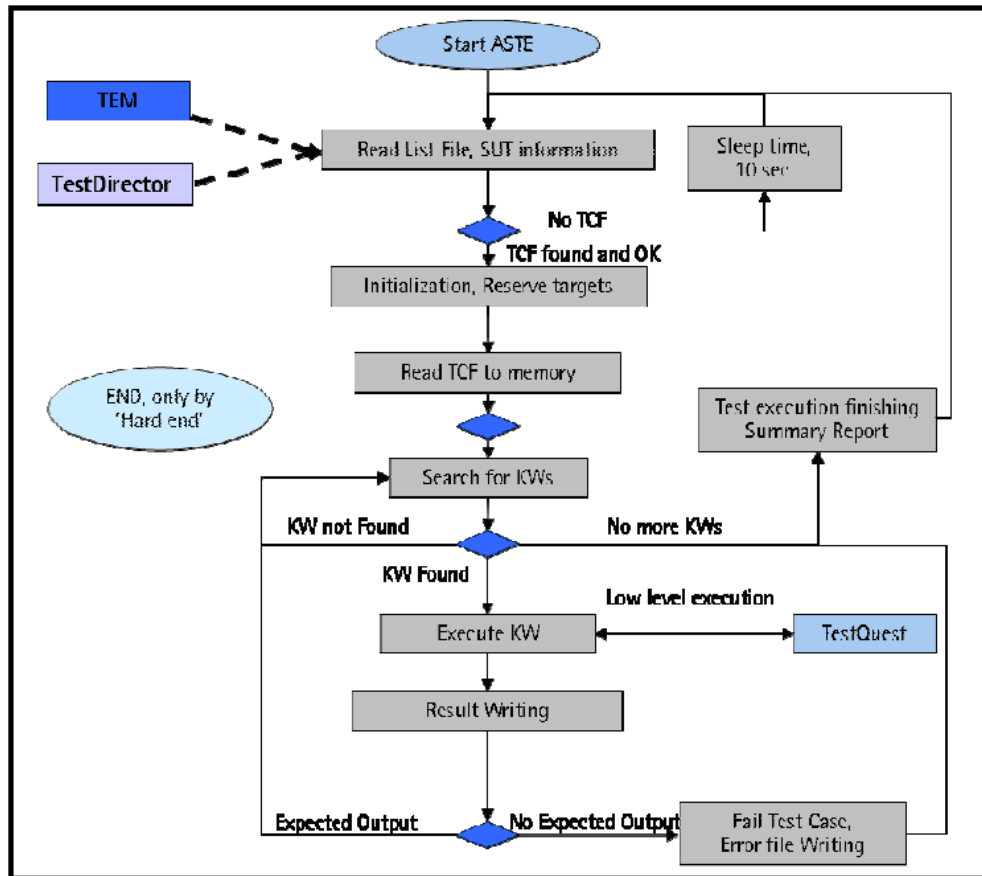 Start ASTE
TEM
Read List File, SUT information
Sleep time,
10 sec
TestDirector
No TCF
TCF found and OK
Initialization, Reserve targets
Read TCF to memory
END, only by
'Hard end'
Test execution finishing
Summary Report
Search for KWs
KW not Found
No more KWs
KW Found
Low level execution
Execute KW
TestQuest
Result Writing
Expected Output
No Expected Output
Fail Test Case,
Error file Writing